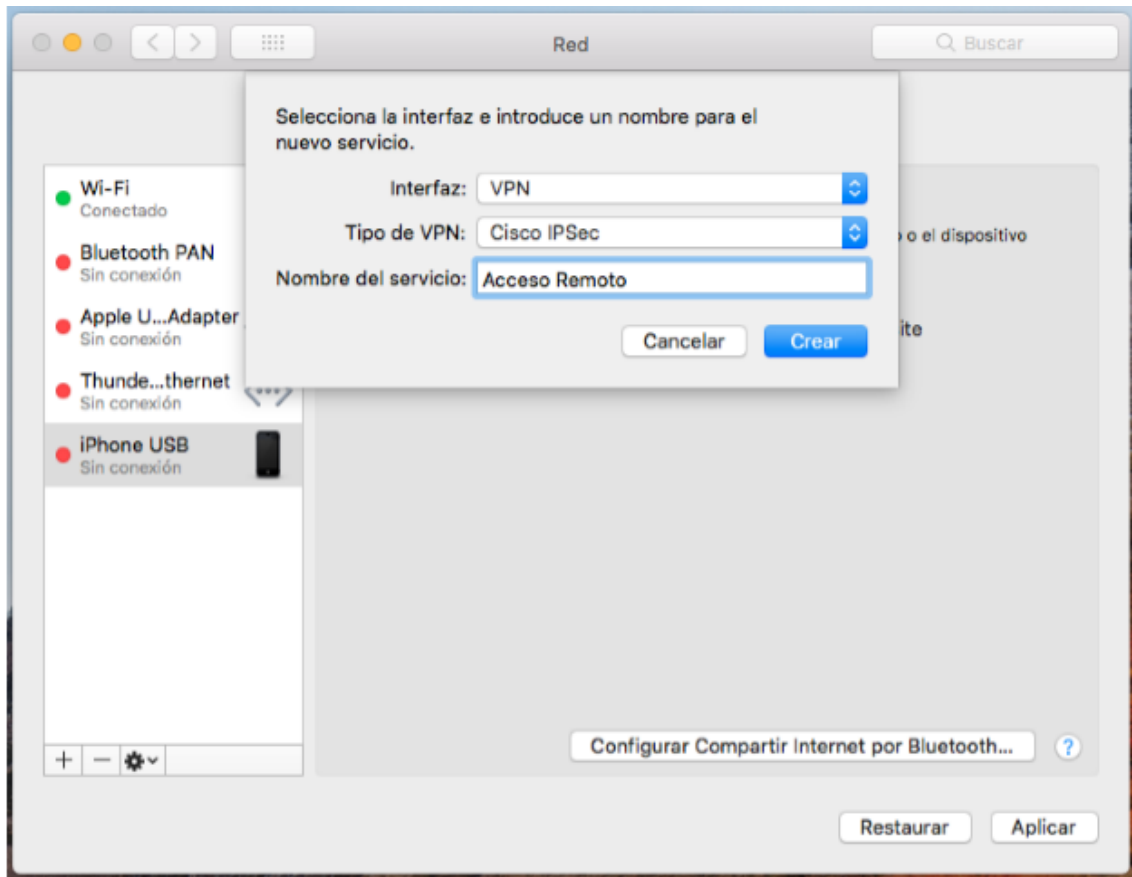 Red
Buscar
Selecciona la interfaz e introduce un nombre para el
nuevo servicio.
Interfaz: VPN
Tipo de VPN: Cisco IPSec
Nombre del servicio: Acceso Remoto
Cancelar
Crear
Wi-Fi
Conectado
Bluetooth PAN
Sin conexión
Apple U...Adapter
Sin conexión
Thunde...thernet
Sin conexión
iPhone USB
Sin conexión
o el dispositivo
ite
Configurar Compartir Internet por Bluetooth...
?
Restaurar
Aplicar